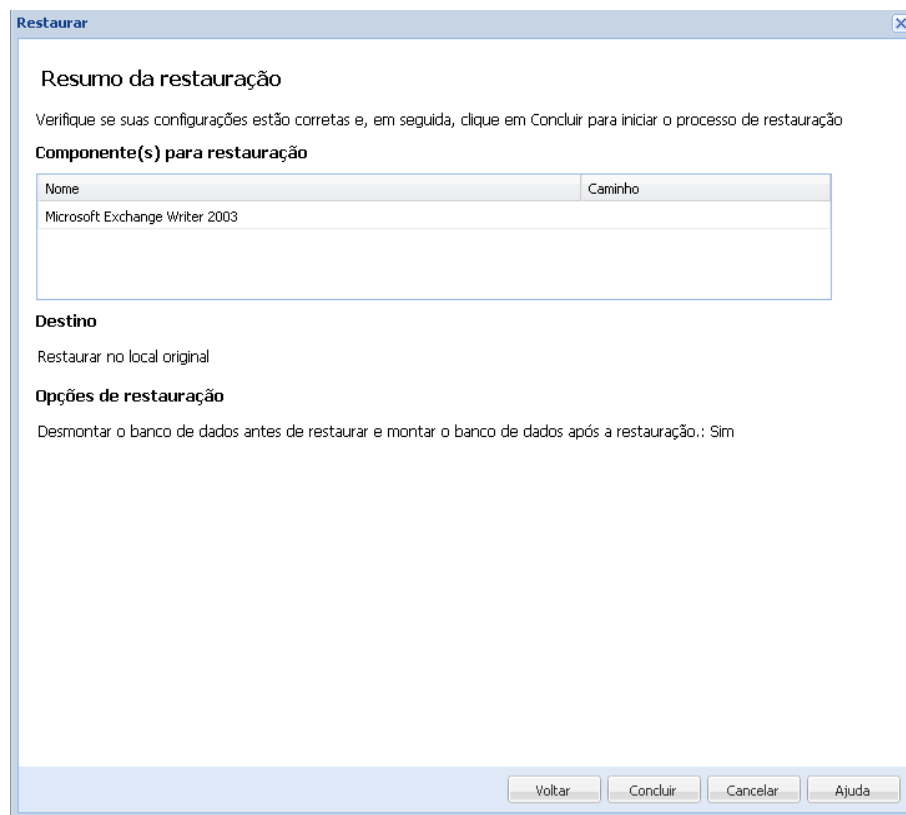 Restaurar
Resumo da restauração
Verifique se suas configurações estão corretas e, em seguida, clique em Concluir para iniciar o processo de restauração
Componente(s) para restauração
Nome Caminho
Microsoft Exchange Writer 2003
Destino
Restaurar no local original
Opções de restauração
Desmontar o banco de dados antes de restaurar e montar o banco de dados após a restauração.: Sim
Voltar Concluir Cancelar Ajuda